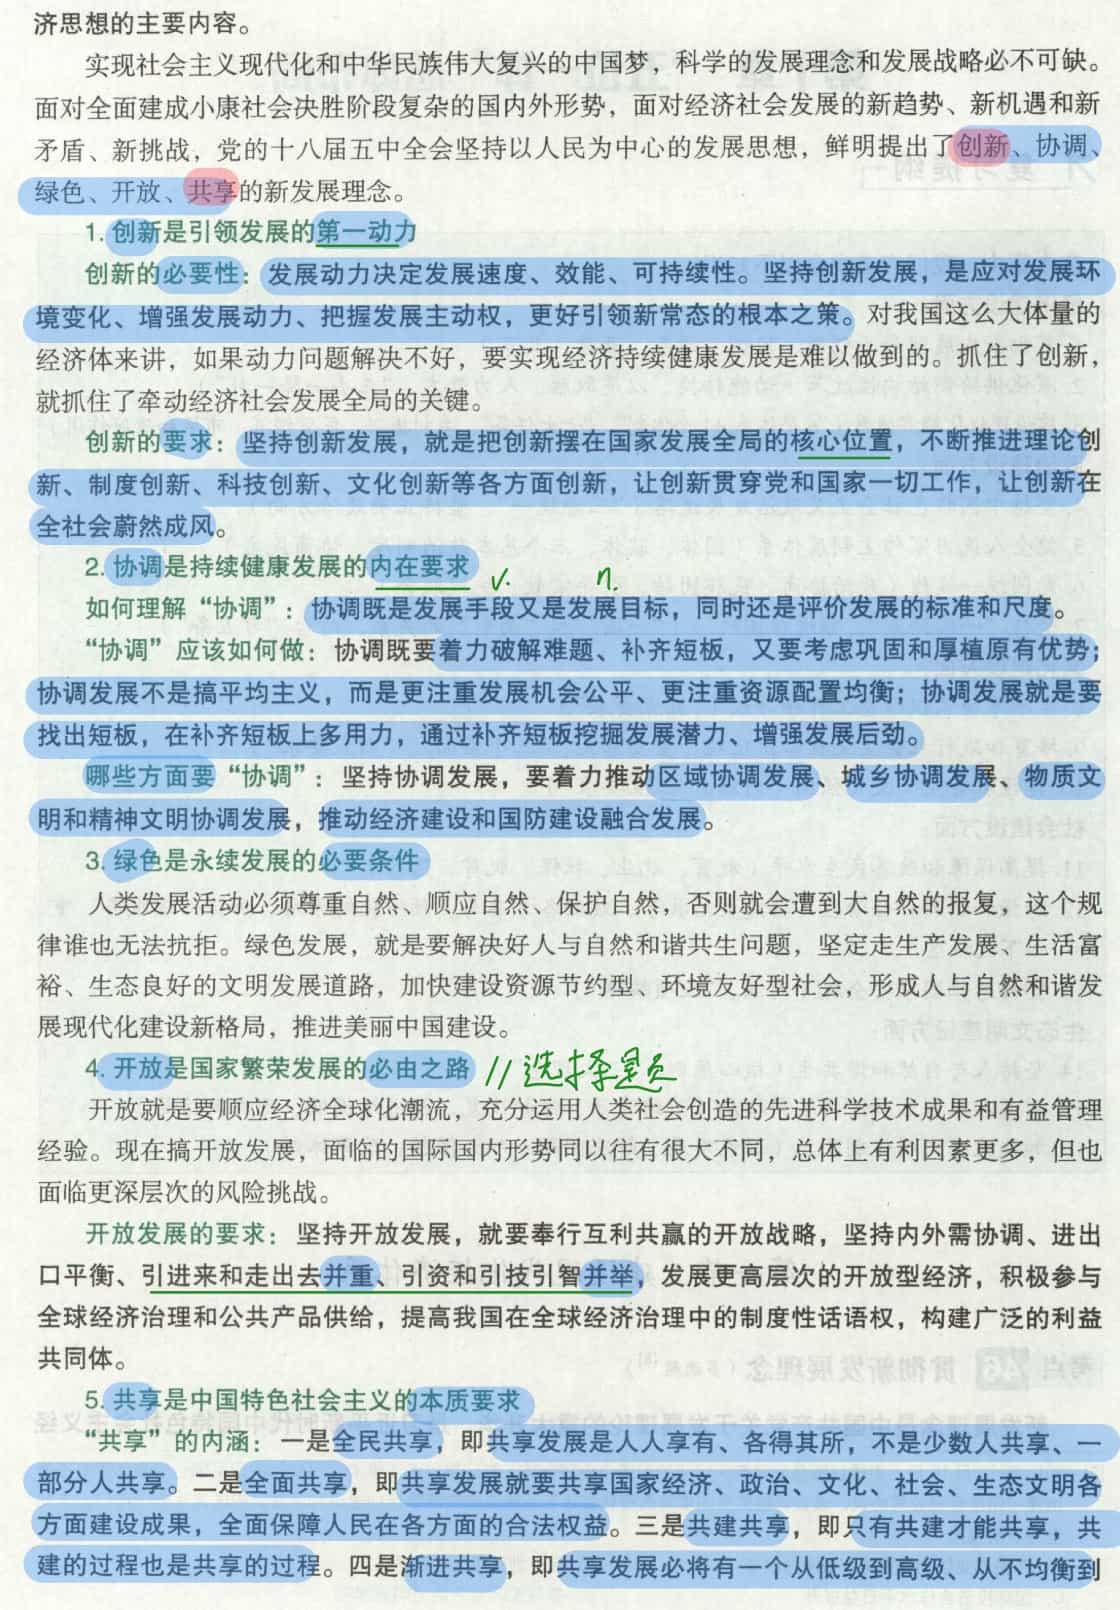 济思想的主要内容。
实现社会主义现代化和中华民族伟大复兴的中国梦，科学的发展理念和发展战略必不可缺。
面对全面建成小康社会决胜阶段复杂的国内外形势，面对经济社会发展的新趋势、新机遇和新
矛盾、新挑战，党的十八届五中全会坚持以人民为中心的发展思想，鲜明提出了创新、协调、
绿色、开放、共享的新发展理念。
1. 创新是引领发展的第一动力
创新的必要性：发展动力决定发展速度、效能、可持续性。坚持创新发展，是应对发展环
境变化、增强发展动力、把握发展主动权，更好引领新常态的根本之策。对我国这么大体量的
经济体来讲，如果动力问题解决不好，要实现经济持续健康发展是难以做到的。抓住了创新，
就抓住了牵动经济社会发展全局的关键。
创新的要求：坚持创新发展，就是把创新摆在国家发展全局的核心位置，不断推进理论创
新、制度创新、科技创新、文化创新等各方面创新，让创新贯穿党和国家一切工作，让创新在
全社会蔚然成风。
2. 协调是持续健康发展的内在要求 v. n.
如何理解“协调”：协调既是发展手段又是发展目标，同时还是评价发展的标准和尺度。
“协调”应该如何做：协调既要着力破解难题、补齐短板，又要考虑巩固和厚植原有优势；
协调发展不是搞平均主义，而是更注重发展机会公平、更注重资源配置均衡；协调发展就是要
找出短板，在补齐短板上多用力，通过补齐短板挖掘发展潜力、增强发展后劲。
哪些方面要“协调”：坚持协调发展，要着力推动区域协调发展、城乡协调发展、物质文
明和精神文明协调发展，推动经济建设和国防建设融合发展。
3. 绿色是永续发展的必要条件
人类发展活动必须尊重自然、顺应自然、保护自然，否则就会遭到大自然的报复，这个规
律谁也无法抗拒。绿色发展，就是要解决好人与自然和谐共生问题，坚定走生产发展、生活富
裕、生态良好的文明发展道路，加快建设资源节约型、环境友好型社会，形成人与自然和谐发
展现代化建设新格局，推进美丽中国建设。
4. 开放是国家繁荣发展的必由之路 //选择题
开放就是要顺应经济全球化潮流，充分运用人类社会创造的先进科学技术成果和有益管理
经验。现在搞开放发展，面临的国际国内形势同以往有很大不同，总体上有利因素更多，但也
面临更深层次的风险挑战。
开放发展的要求：坚持开放发展，就要奉行互利共赢的开放战略，坚持内外需协调、进出
口平衡、引进来和走出去并重、引资和引技引智并举，发展更高层次的开放型经济，积极参与
全球经济治理和公共产品供给，提高我国在全球经济治理中的制度性话语权，构建广泛的利益
共同体。
5. 共享是中国特色社会主义的本质要求
“共享”的内涵：一是全民共享，即共享发展是人人享有、各得其所，不是少数人共享、一
部分人共享。二是全面共享，即共享发展就要共享国家经济、政治、文化、社会、生态文明各
方面建设成果，全面保障人民在各方面的合法权益。三是共建共享，即只有共建才能共享，共
建的过程也是共享的过程。四是渐进共享，即共享发展必将有一个从低级到高级、从不均衡到